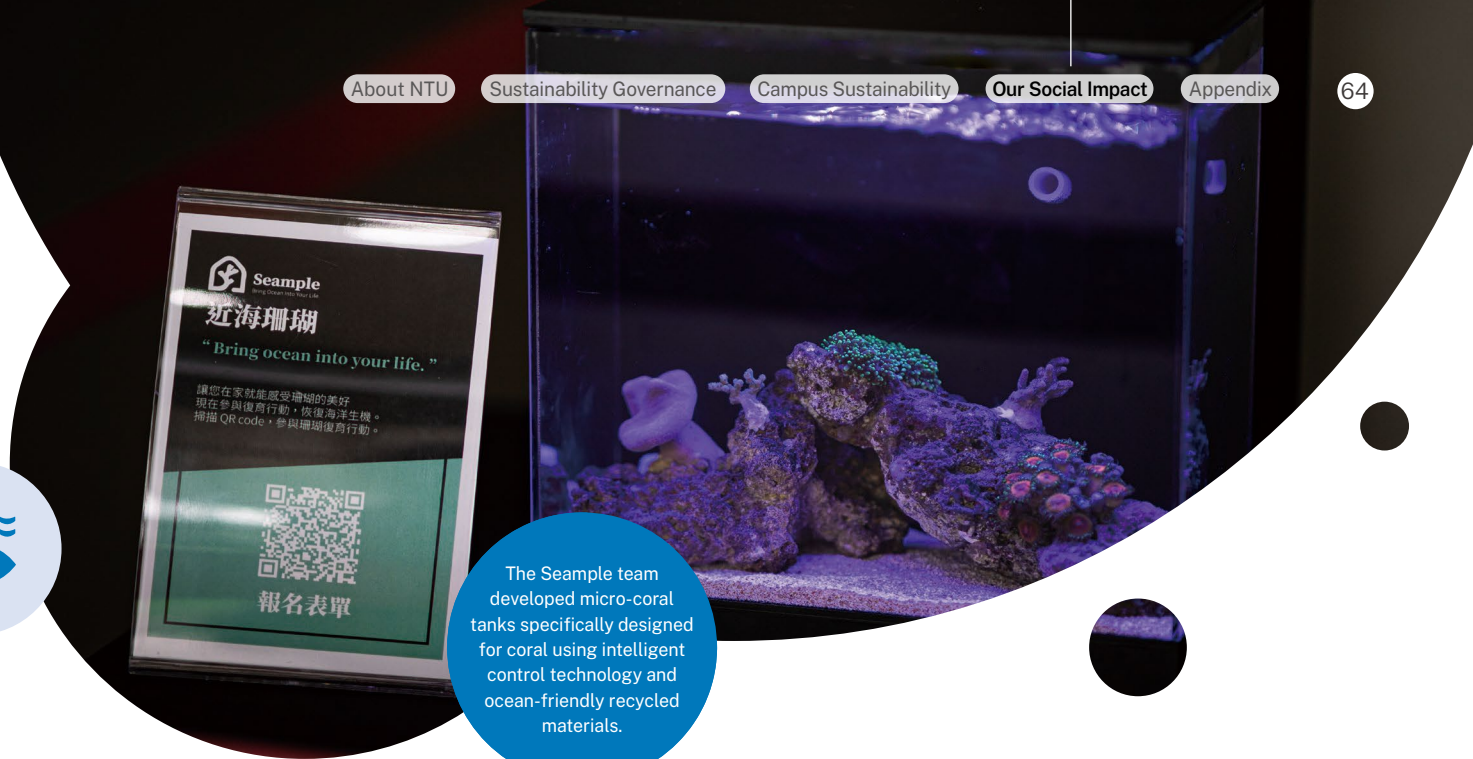 About NTU
Sustainability Governance
Campus Sustainability
Our Social Impact
Appendix
64
Seample
Bring Ocean Into Your Life
近海珊瑚
“ Bring ocean into your life. ”
讓您在家就能感受珊瑚的美好
現在參與復育行動，恢復海洋生機。
掃描 QR code，參與珊瑚復育行動。
報名表單
The Seample team
developed micro-coral
tanks specifically designed
for coral using intelligent
control technology and
ocean-friendly recycled
materials.